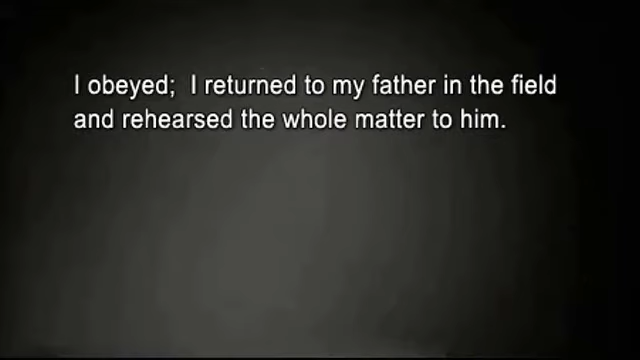 I obeyed;  I returned to my father in the field
and rehearsed the whole matter to him.